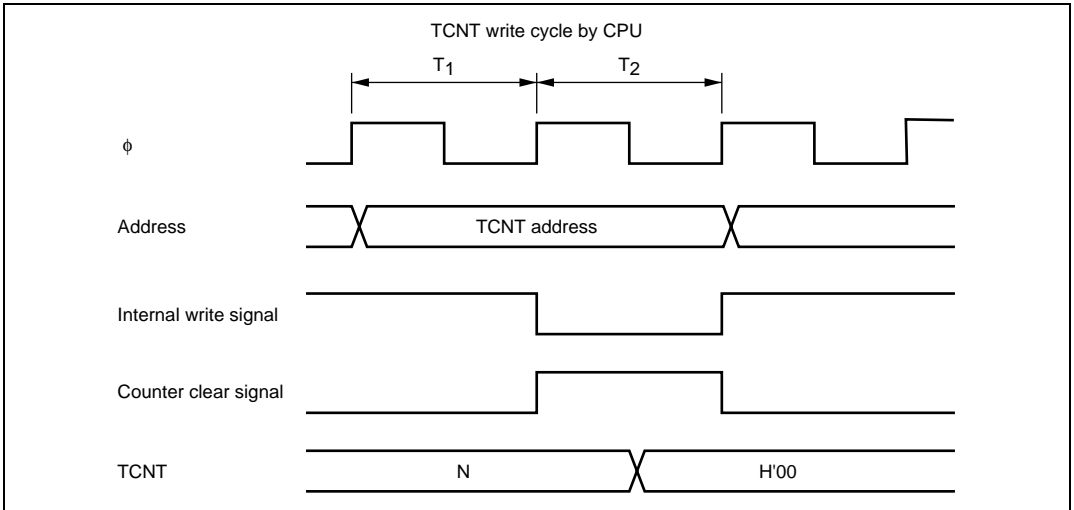 TCNT write cycle by CPU
T1 T2
ϕ
Address TCNT address
Internal write signal
Counter clear signal
TCNT N H'00